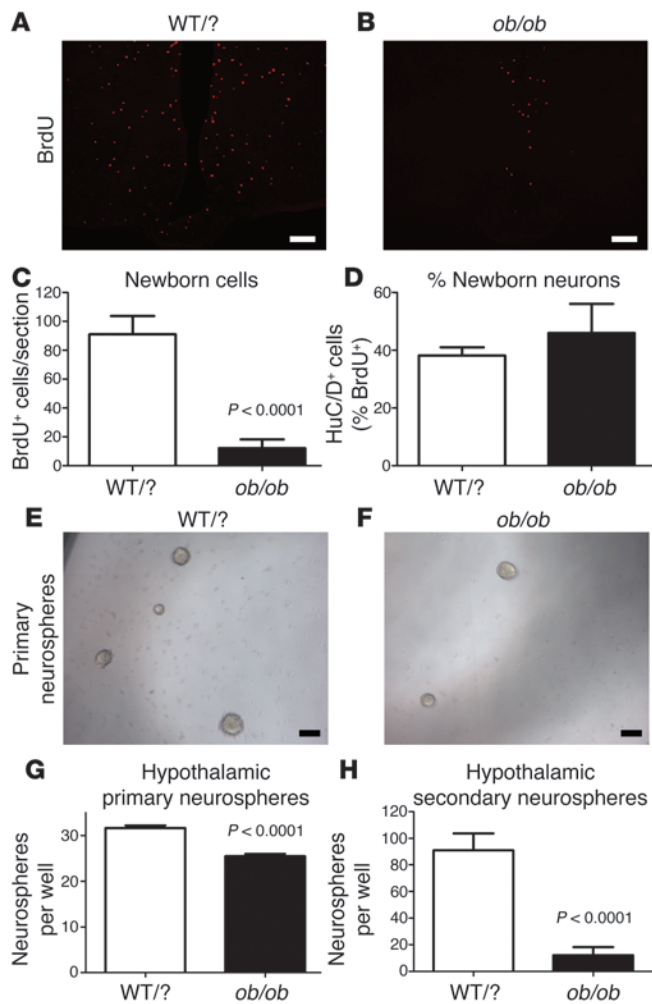 A WT/? B ob/ob
BrdU
C Newborn cells D % Newborn neurons
BrdU⁺ cells/section
120
100
80
60
40
20
0
P < 0.0001
WT/? ob/ob
HuC/D⁺ cells
(% BrdU⁺)
60
40
20
0
WT/? ob/ob
E WT/? F ob/ob
Primary
neurospheres
G Hypothalamic
primary neurospheres
Neurospheres
per well
30
20
10
0
P < 0.0001
WT/? ob/ob
H Hypothalamic
secondary neurospheres
Neurospheres
per well
120
100
80
60
40
20
0
P < 0.0001
WT/? ob/ob